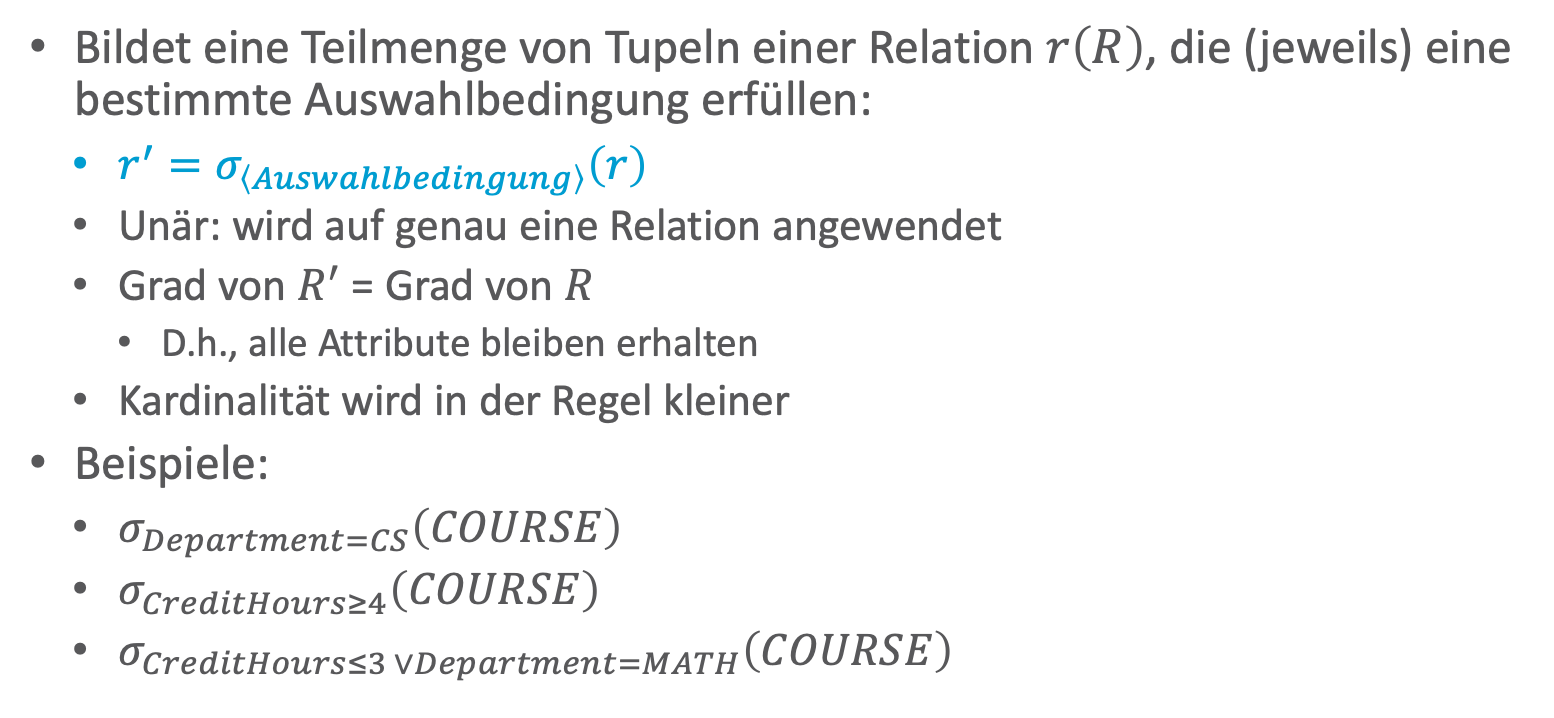 • Bildet eine Teilmenge von Tupeln einer Relation r(R), die (jeweils) eine
bestimmte Auswahlbedingung erfüllen:
• r′ = σ⟨Auswahlbedingung⟩(r)
• Unär: wird auf genau eine Relation angewendet
• Grad von R′ = Grad von R
• D.h., alle Attribute bleiben erhalten
• Kardinalität wird in der Regel kleiner
• Beispiele:
• σDepartment=CS(COURSE)
• σCreditHours≥4(COURSE)
• σCreditHours≤3 ∨Department=MATH(COURSE)